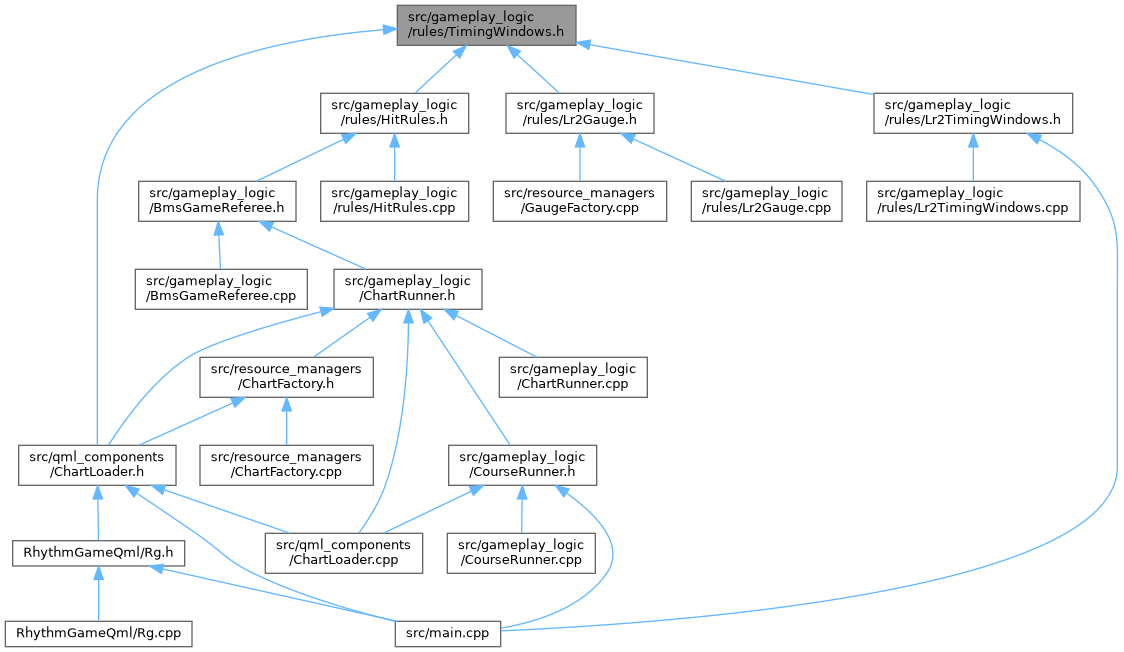 src/gameplay_logic
/rules/TimingWindows.h
src/gameplay_logic
/rules/HitRules.h
src/gameplay_logic
/rules/Lr2Gauge.h
src/gameplay_logic
/rules/Lr2TimingWindows.h
src/gameplay_logic
/BmsGameReferee.h
src/gameplay_logic
/rules/HitRules.cpp
src/resource_managers
/GaugeFactory.cpp
src/gameplay_logic
/rules/Lr2Gauge.cpp
src/gameplay_logic
/rules/Lr2TimingWindows.cpp
src/gameplay_logic
/BmsGameReferee.cpp
src/gameplay_logic
/ChartRunner.h
src/resource_managers
/ChartFactory.h
src/gameplay_logic
/ChartRunner.cpp
src/qml_components
/ChartLoader.h
src/resource_managers
/ChartFactory.cpp
src/gameplay_logic
/CourseRunner.h
RhythmGameQml/Rg.h
src/qml_components
/ChartLoader.cpp
src/gameplay_logic
/CourseRunner.cpp
RhythmGameQml/Rg.cpp
src/main.cpp